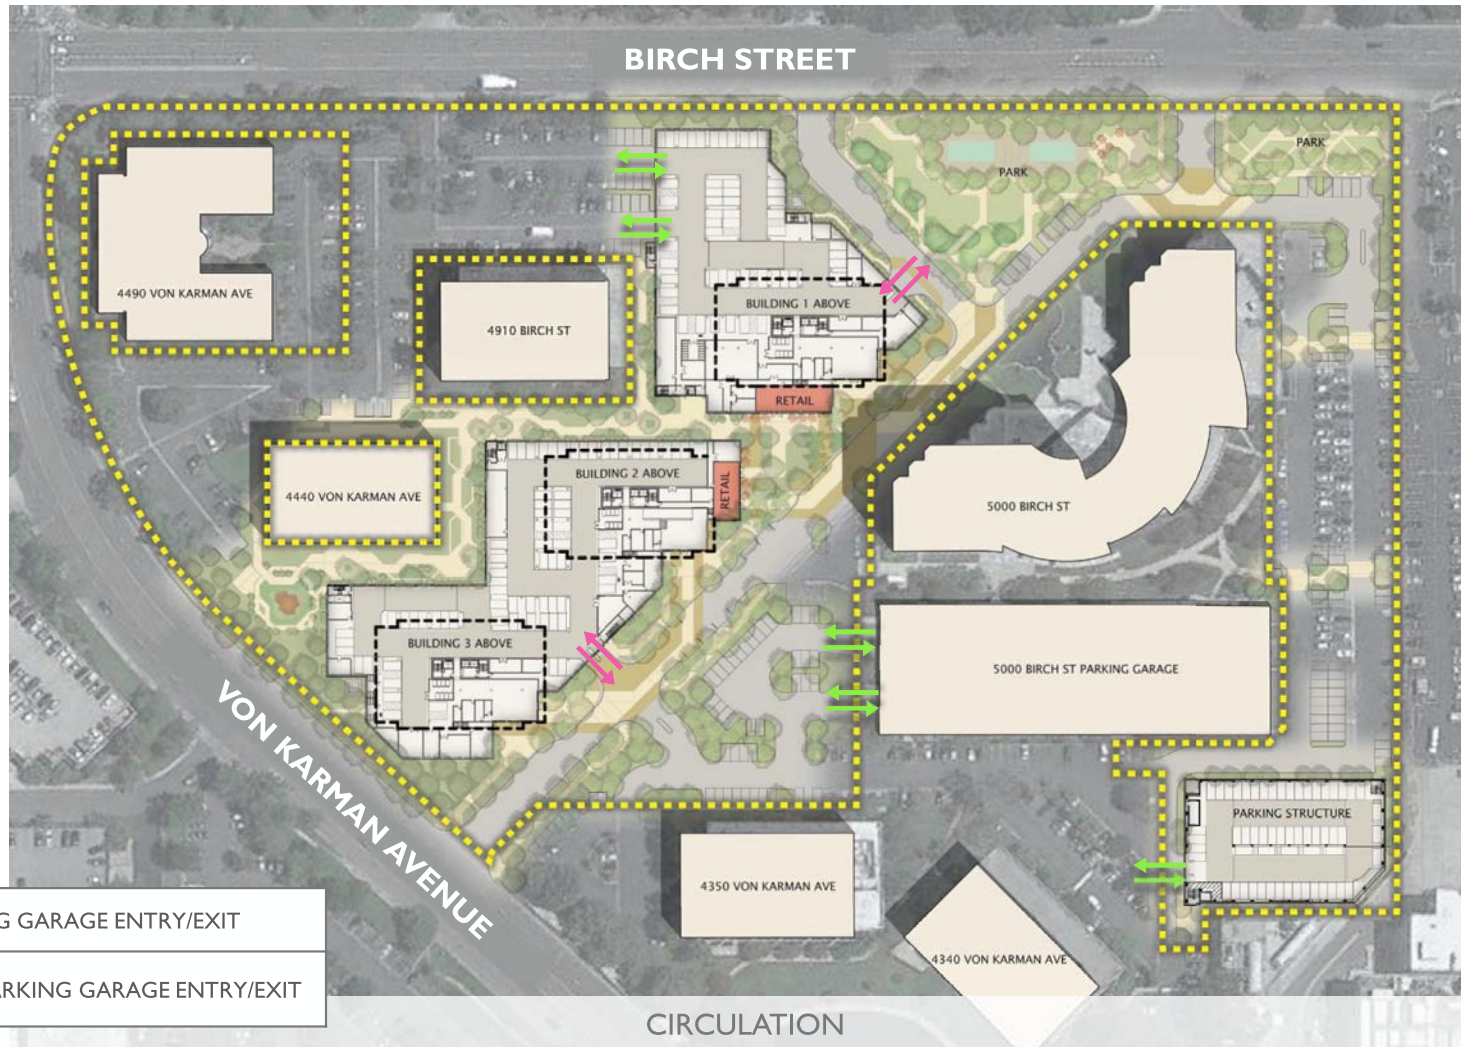 BIRCH STREET
PARK
PARK
4490 VON KARMAN AVE
BUILDING 1 ABOVE
4910 BIRCH ST
RETAIL
BUILDING 2 ABOVE
RETAIL
4440 VON KARMAN AVE
5000 BIRCH ST
BUILDING 3 ABOVE
5000 BIRCH ST PARKING GARAGE
VON KARMAN AVENUE
PARKING STRUCTURE
4350 VON KARMAN AVE
4340 VON KARMAN AVE
G GARAGE ENTRY/EXIT
ARKING GARAGE ENTRY/EXIT
CIRCULATION